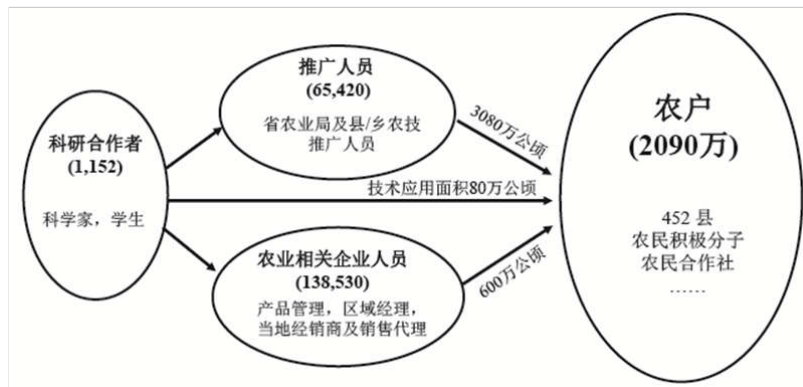 科研合作者
(1,152)
科学家，学生
推广人员
(65,420)
省农业局及县/乡农技
推广人员
3080万公顷
技术应用面积80万公顷
农业相关企业人员
(138,530)
产品管理，区域经理，
当地经销商及销售代理
600万公顷
农户
(2090万)
452 县
农民积极分子
农民合作社
……